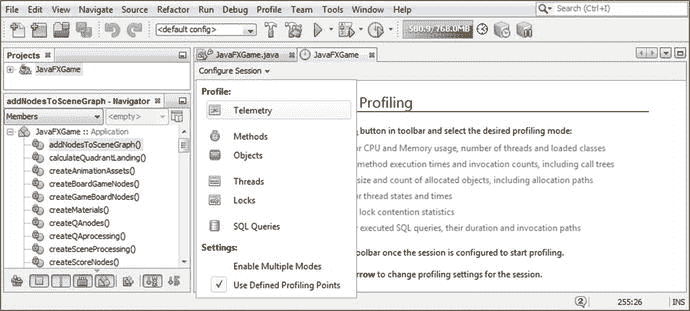 File Edit View Navigate Source Refactor Run Debug Profile Team Tools Window Help
Search (Ctrl+I)
<default config>
580.9/768.0MB
Projects
JavaFXGame
addNodesToSceneGraph() - Navigator
Members
<empty>
JavaFXGame :: Application
addNodesToSceneGraph()
calculateQuadrantLanding()
createAnimationAssets()
createBoardGameNodes()
createGameBoardNodes()
createMaterials()
createQAnodes()
createQAprocessing()
createSceneProcessing()
createScoreNodes()
JavaFXGame.java
JavaFXGame
Configure Session
Profile:
Telemetry
Methods
Objects
Threads
Locks
SQL Queries
Settings:
Enable Multiple Modes
Use Defined Profiling Points
Profiling
button in toolbar and select the desired profiling mode:
or CPU and Memory usage, number of threads and loaded classes
method execution times and invocation counts, including call trees
size and count of allocated objects, including allocation paths
or thread states and times
lock contention statistics
r executed SQL queries, their duration and invocation paths
oolbar once the session is configured to start profiling.
rrow to change profiling settings for the session.
2
255:26
INS